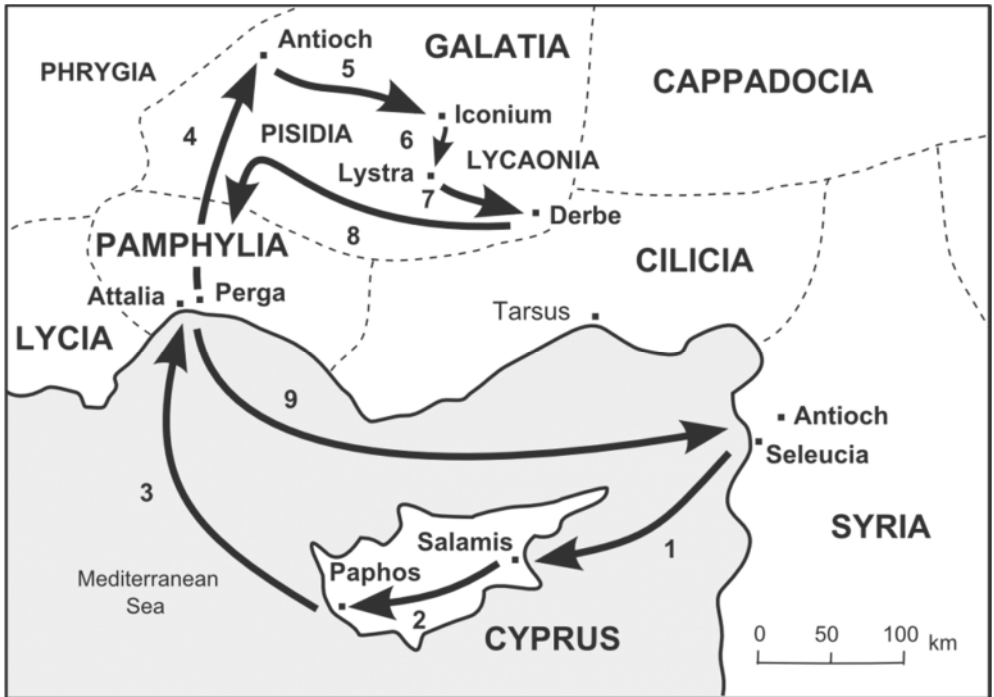 Antioch
GALATIA
PHRYGIA
5
CAPPADOCIA
Iconium
4
PISIDIA
6
LYCAONIA
Lystra
7
Derbe
8
PAMPHYLIA
CILICIA
Attalia
Perga
Tarsus
LYCIA
9
Antioch
Seleucia
3
SYRIA
Salamis
1
Paphos
Mediterranean
Sea
2
CYPRUS
0 50 100 km